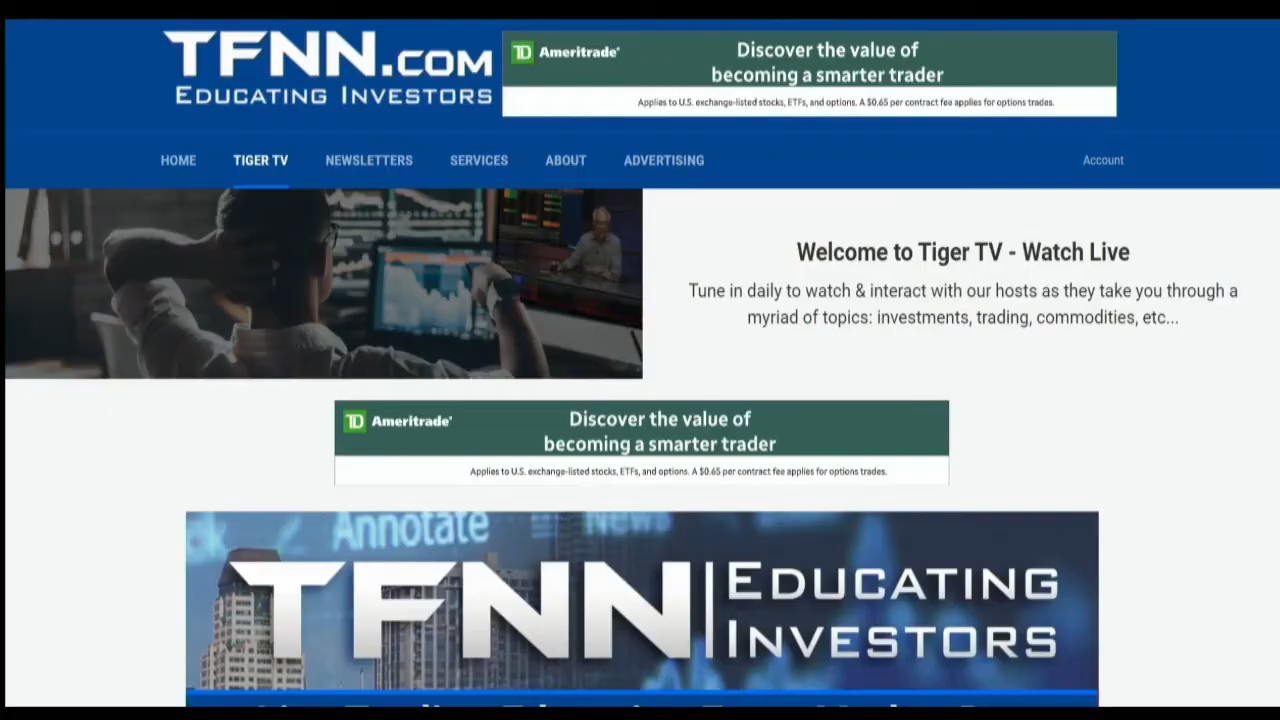 TFNN.COM
EDUCATING INVESTORS
TD Ameritrade
Discover the value of
becoming a smarter trader
Applies to U.S. exchange-listed stocks, ETFs, and options. A $0.65 per contract fee applies for options trades.
HOME TIGER TV NEWSLETTERS SERVICES ABOUT ADVERTISING Account
Welcome to Tiger TV - Watch Live
Tune in daily to watch & interact with our hosts as they take you through a
myriad of topics: investments, trading, commodities, etc...
TD Ameritrade
Discover the value of
becoming a smarter trader
Applies to U.S. exchange-listed stocks, ETFs, and options. A $0.65 per contract fee applies for options trades.
Annotate News
TFNN EDUCATING
INVESTORS